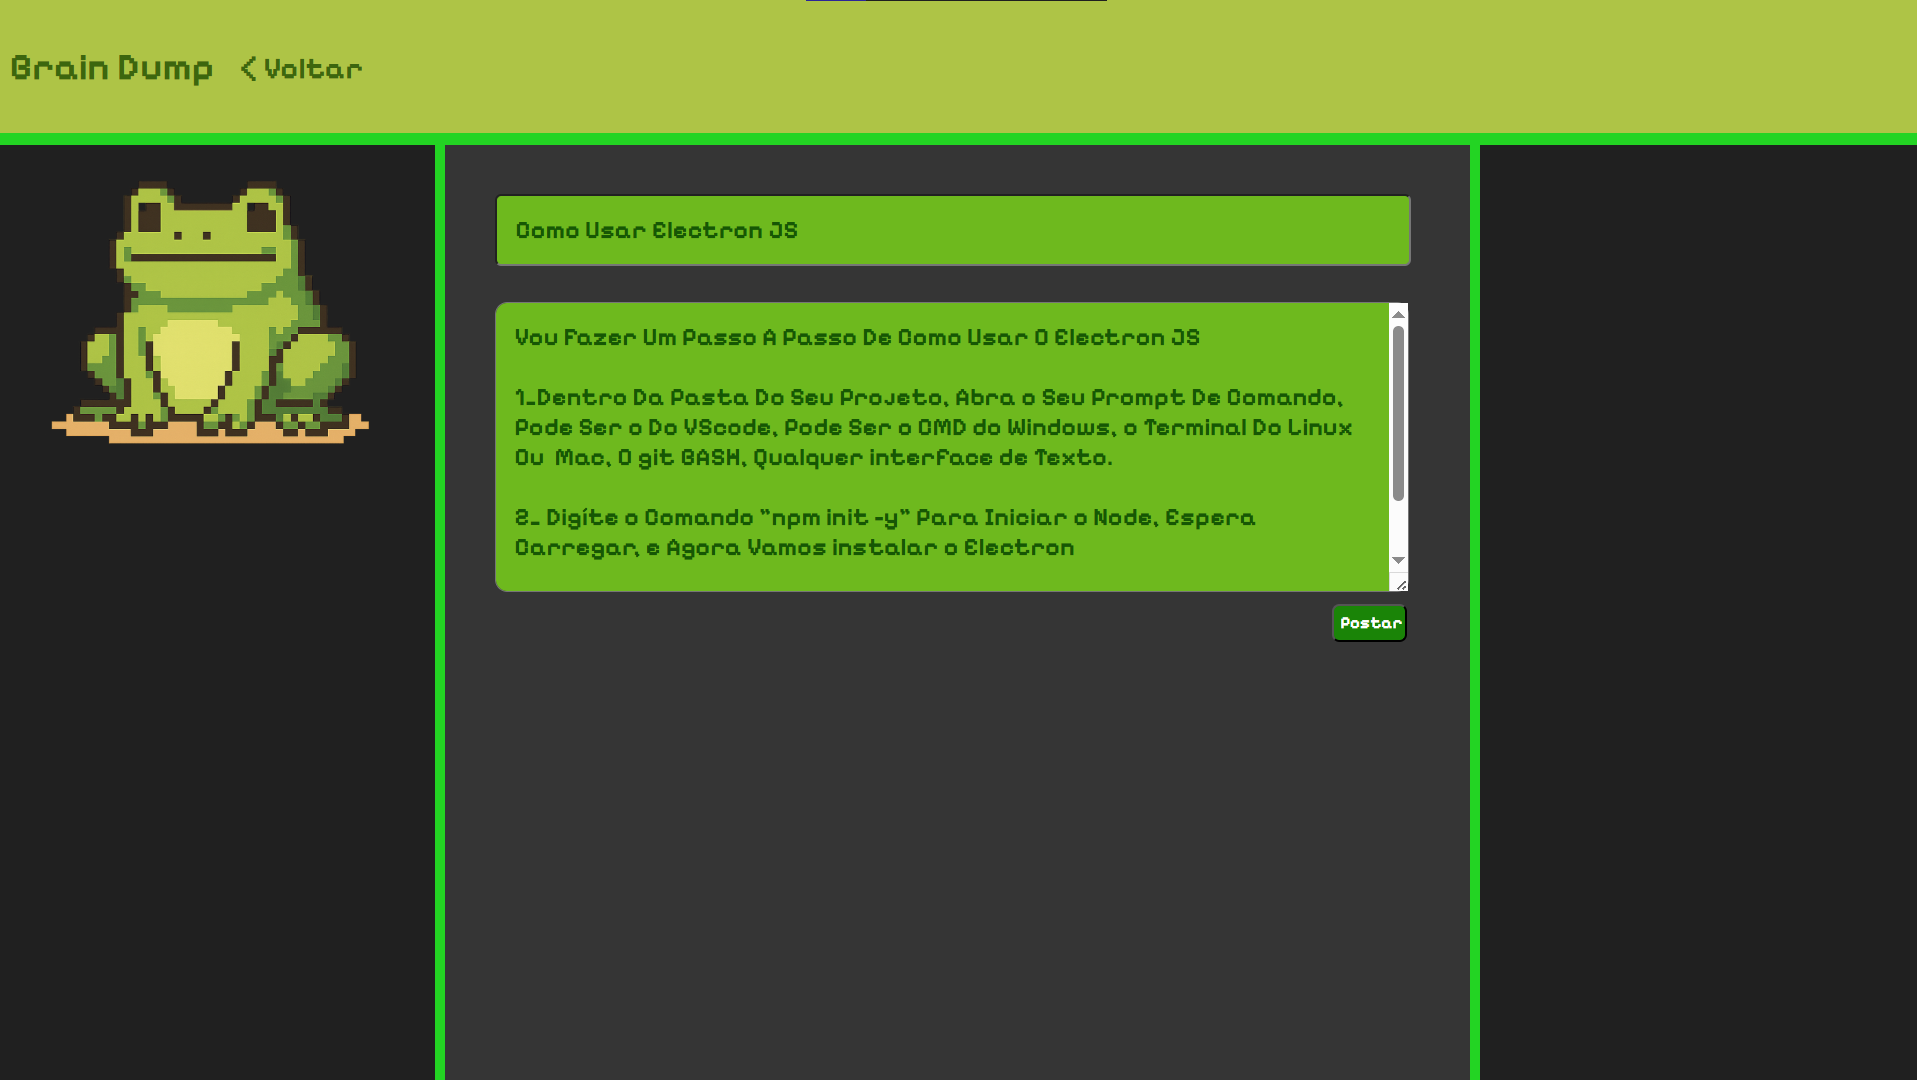 Brain Dump
Voltar
Como Usar Electron JS
Vou Fazer Um Passo A Passo De Como Usar O Electron JS
1_Dentro Da Pasta Do Seu Projeto, Abra o Seu Prompt De Comando,
Pode Ser o Do VScode, Pode Ser o CMD do Windows, o Terminal Do Linux
Ou  Mac, O git BASH, Qualquer interface de Texto.
2_ Digíte o Comando "npm init -y" Para Iniciar o Node, Espera
Carregar, e Agora Vamos instalar o Electron
Postar